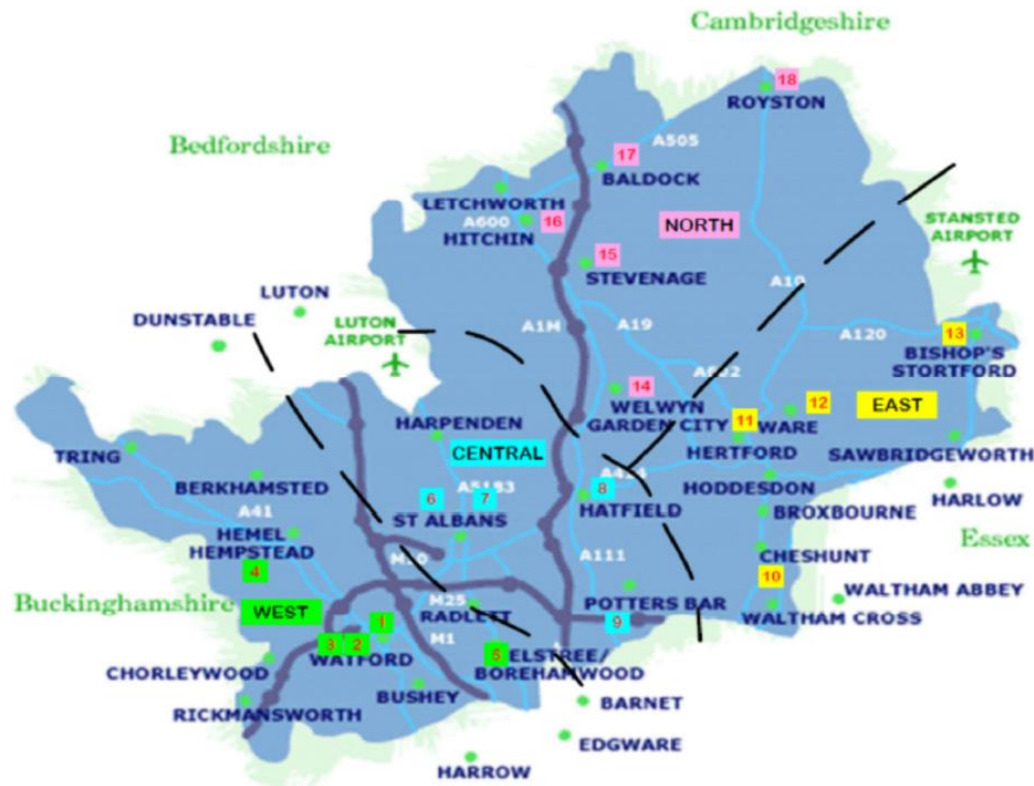 Cambridgeshire
18
ROYSTON
Bedfordshire
A505
17
BALDOCK
LETCHWORTH
A600
16
HITCHIN
NORTH
STANSTED
AIRPORT
15
STEVENAGE
A10
LUTON
DUNSTABLE
LUTON
AIRPORT
A1M
A19
A120
13
BISHOP'S
STORTFORD
14
WELWYN
GARDEN CITY
12
EAST
11
WARE
HERTFORD
HARPENDEN
CENTRAL
TRING
SAWBRIDGEWORTH
BERKHAMSTED
A414
8
HATFIELD
HODDESDON
HARLOW
6
A5183
7
ST ALBANS
A41
BROXBOURNE
HEMEL
HEMPSTEAD
Essex
4
M10
A111
CHESHUNT
10
Buckinghamshire
WEST
M25
RADLETT
POTTERS BAR
WALTHAM ABBEY
WALTHAM CROSS
1
9
3
2
WATFORD
M1
5
ELSTREE/
BOREHAMWOOD
CHORLEYWOOD
BUSHEY
RICKMANSWORTH
BARNET
EDGWARE
HARROW